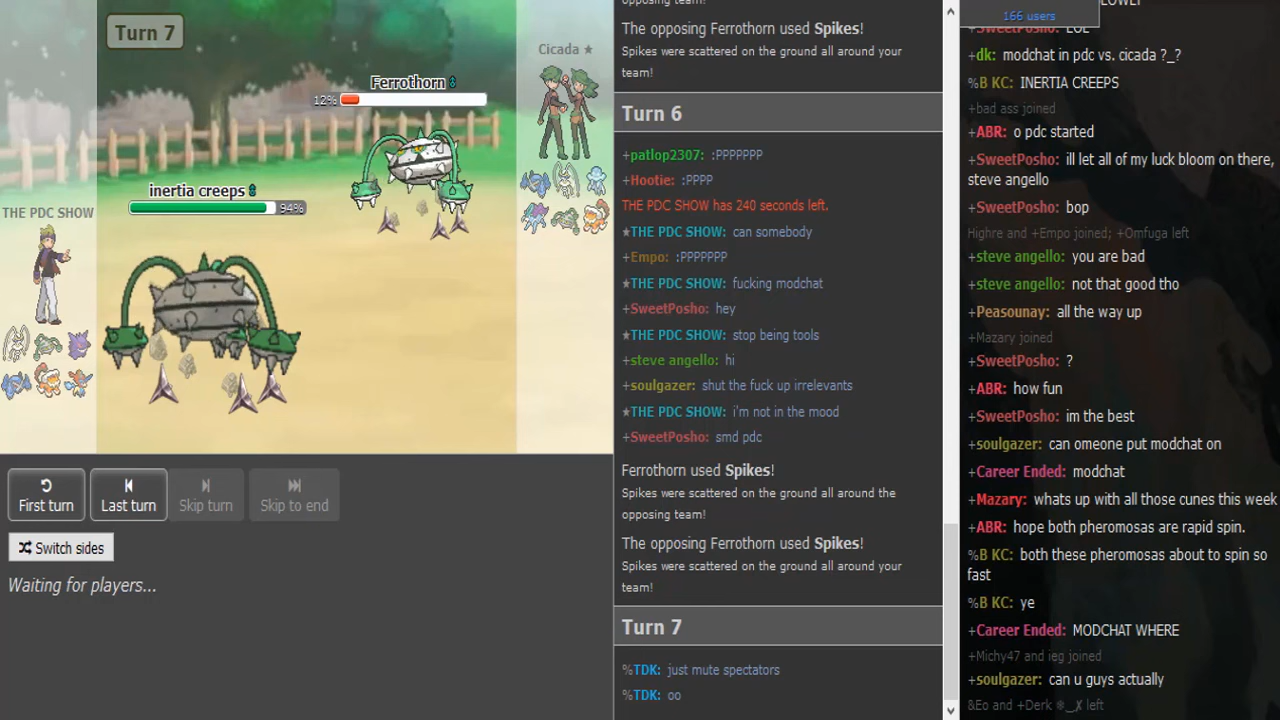 Turn 7
Cicada ★
Ferrothorn
12%
inertia creeps
94%
THE PDC SHOW
First turn
Last turn
Skip turn
Skip to end
Switch sides
Waiting for players...
opposing team!
The opposing Ferrothorn used Spikes!
Spikes were scattered on the ground all around your
team!
Turn 6
+patlop2307: :PPPPPPP
+Hootie: :PPPP
THE PDC SHOW has 240 seconds left.
★THE PDC SHOW: can somebody
+Empo: :PPPPPPP
★THE PDC SHOW: fucking modchat
+SweetPosho: hey
★THE PDC SHOW: stop being tools
+steve angello: hi
+soulgazer: shut the fuck up irrelevants
★THE PDC SHOW: i'm not in the mood
+SweetPosho: smd pdc
Ferrothorn used Spikes!
Spikes were scattered on the ground all around the
opposing team!
The opposing Ferrothorn used Spikes!
Spikes were scattered on the ground all around your
team!
Turn 7
%TDK: just mute spectators
%TDK: oo
166 users
+SweetPosho: LOL
+dk: modchat in pdc vs. cicada ?_?
%B KC: INERTIA CREEPS
+bad ass joined
+ABR: o pdc started
+SweetPosho: ill let all of my luck bloom on there,
steve angello
+SweetPosho: bop
Highre and +Empo joined; +Omfuga left
+steve angello: you are bad
+steve angello: not that good tho
+Peasounay: all the way up
+Mazary joined
+SweetPosho: ?
+ABR: how fun
+SweetPosho: im the best
+soulgazer: can omeone put modchat on
+Career Ended: modchat
+Mazary: whats up with all those cunes this week
+ABR: hope both pheromosas are rapid spin.
%B KC: both these pheromosas about to spin so
fast
%B KC: ye
+Career Ended: MODCHAT WHERE
+Michy47 and ieg joined
+soulgazer: can u guys actually
&Eo and +Derk ❄_✗ left